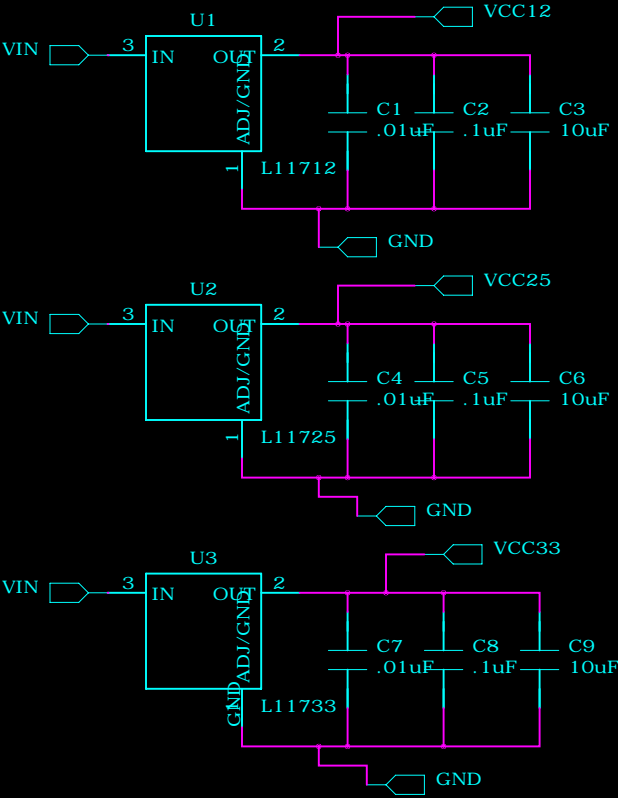 U1
VCC12
VIN
3
IN
OUT
2
ADJ/GND
C1
.01uF
C2
.1uF
C3
10uF
1
L11712
GND
U2
VCC25
VIN
3
IN
OUT
2
ADJ/GND
C4
.01uF
C5
.1uF
C6
10uF
1
L11725
GND
U3
VCC33
VIN
3
IN
OUT
2
ADJ/GND
C7
.01uF
C8
.1uF
C9
10uF
GND
1
L11733
GND